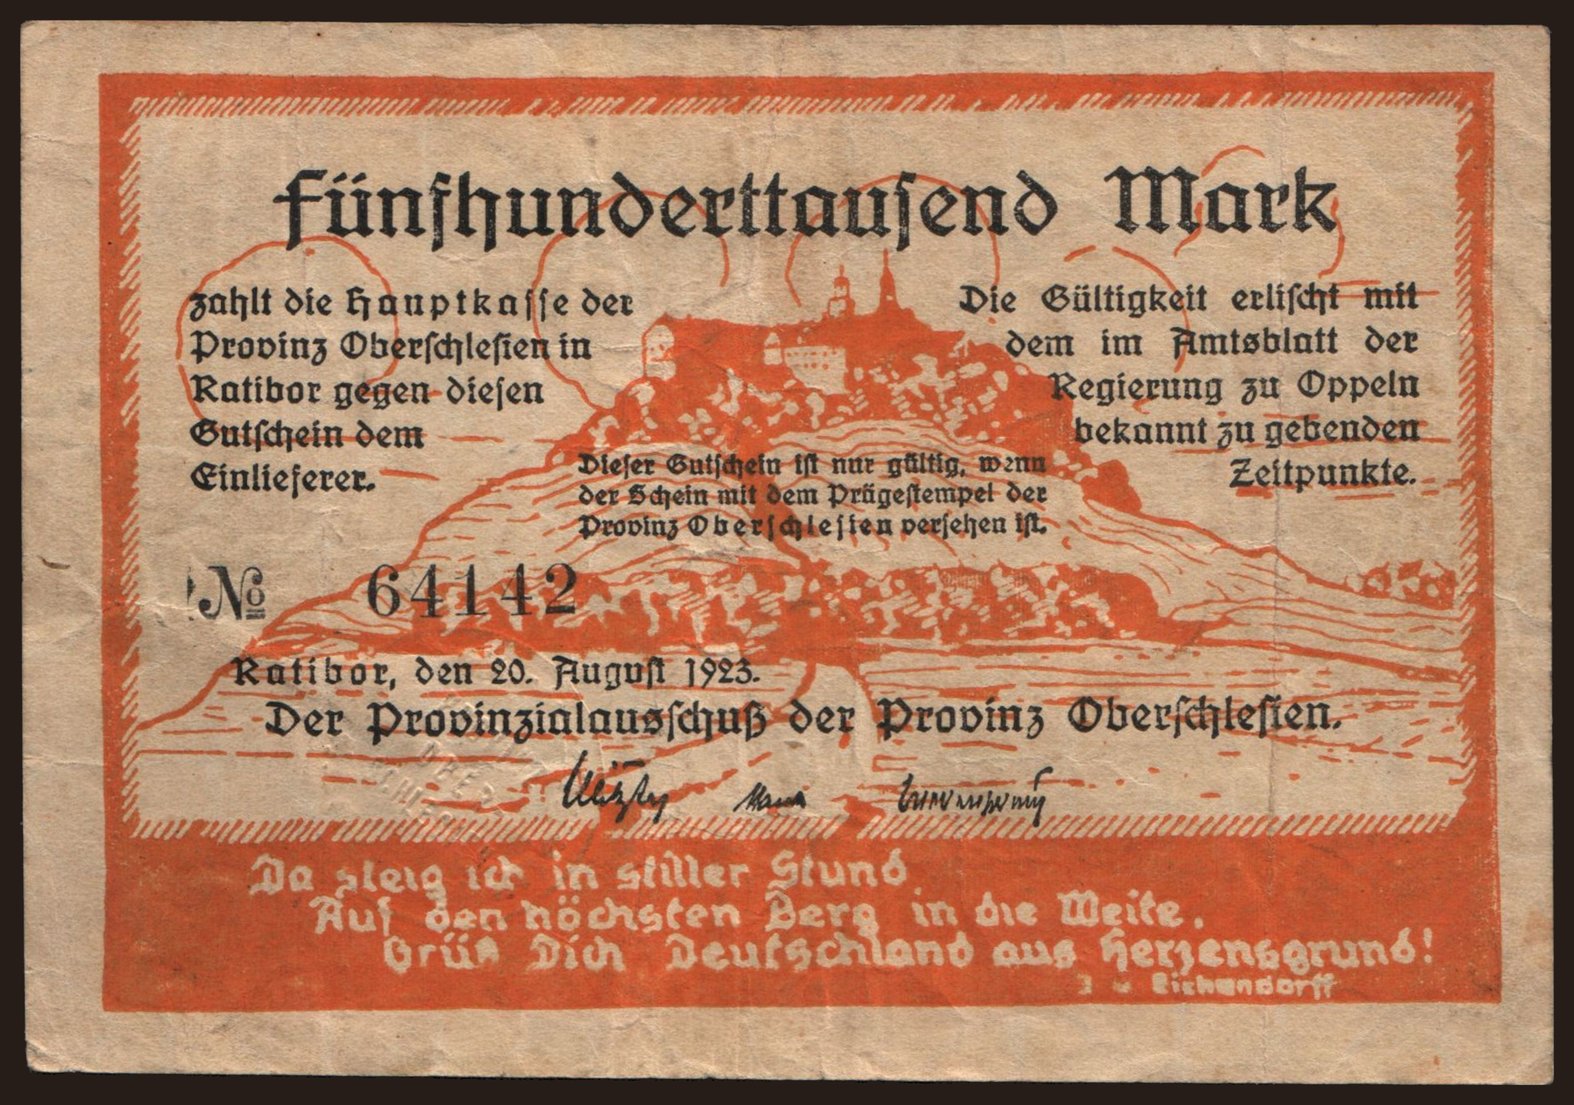 Fünfhunderttausend Mark
zahlt die Hauptkasse der
Provinz Oberschlesien in
Ratibor gegen diesen
Gutschein dem
Einlieferer.
Die Gültigkeit erlischt mit
dem im Amtsblatt der
Regierung zu Oppeln
bekannt zu gebenden
Zeitpunkte.
Dieser Gutschein ist nur gültig, wenn
der Schein mit dem Prägestempel der
Provinz Oberschlesien versehen ist.
№ 64142
Ratibor, den 20. August 1923.
Der Provinzialausschuß der Provinz Oberschlesien.
Da steig ich in stiller Stund
Auf den höchsten Berg in die Weite,
Grüß Dich Deutschland aus Herzensgrund!
J v Eichendorff